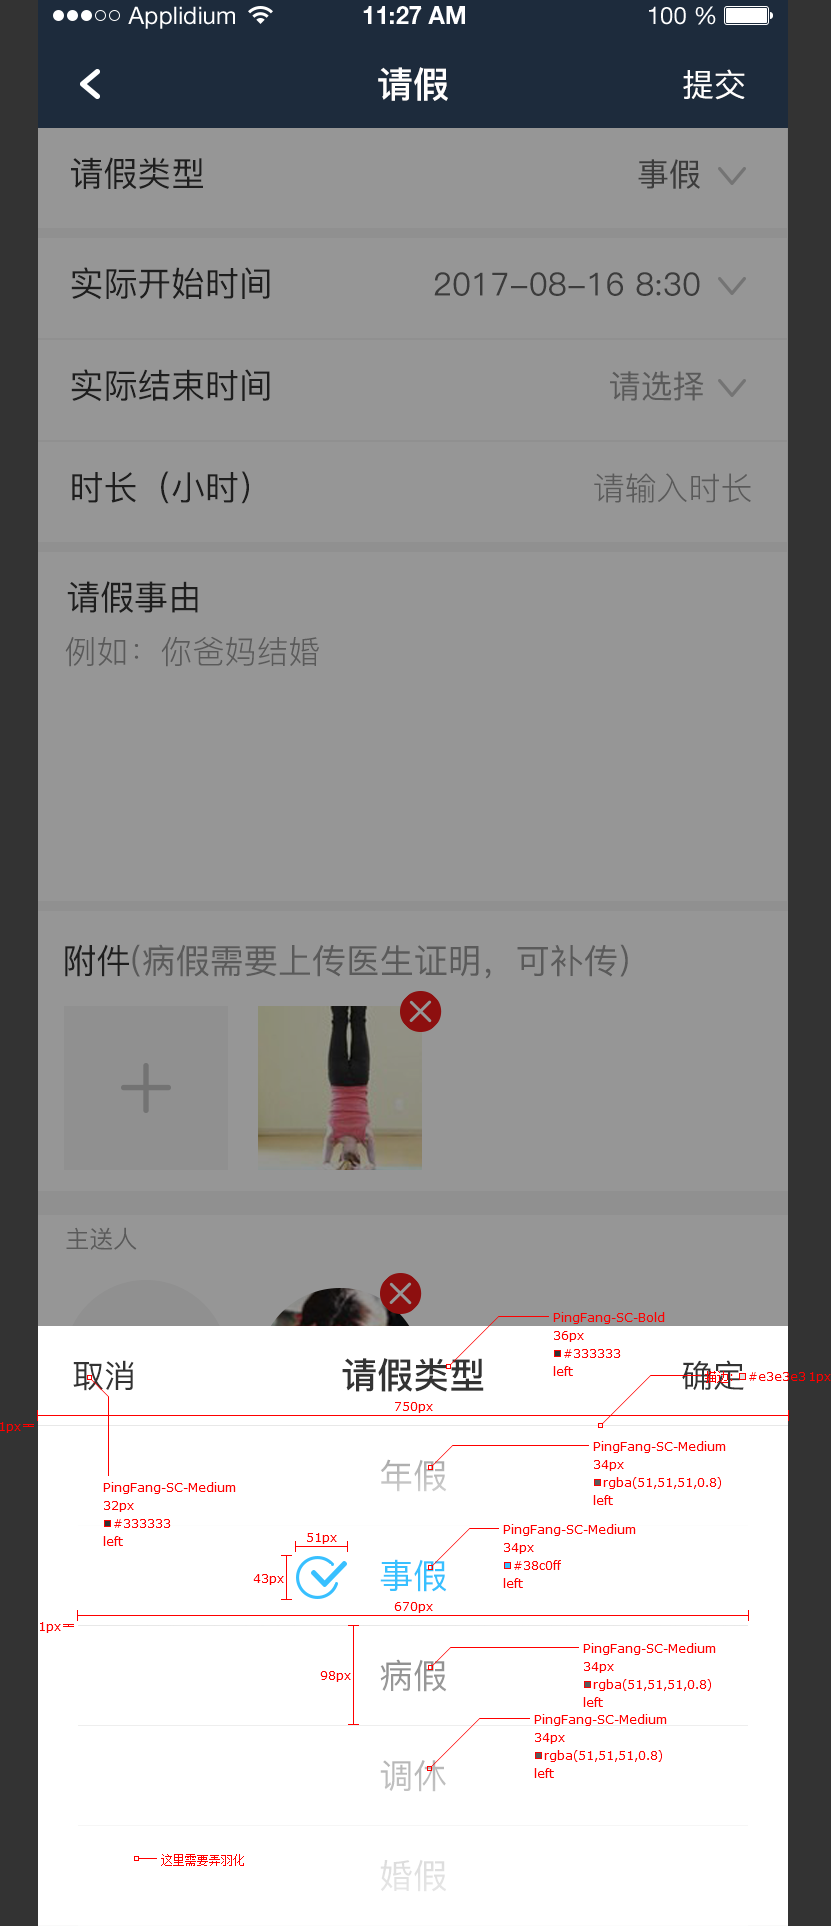 Applidium 11:27 AM 100 %
请假 提交
请假类型 事假
实际开始时间 2017-08-16 8:30
实际结束时间 请选择
时长（小时） 请输入时长
请假事由
例如：你爸妈结婚
附件(病假需要上传医生证明，可补传)
主送人
PingFang-SC-Bold
36px
#333333
left
取消 请假类型 确定
描边: #e3e3e3 1px
750px
1px
PingFang-SC-Medium
34px
rgba(51,51,51,0.8)
left
年假
PingFang-SC-Medium
32px
#333333
left
PingFang-SC-Medium
34px
#38c0ff
left
51px
43px
事假
670px
1px
PingFang-SC-Medium
34px
rgba(51,51,51,0.8)
left
98px
病假
PingFang-SC-Medium
34px
rgba(51,51,51,0.8)
left
调休
这里需要弄羽化
婚假